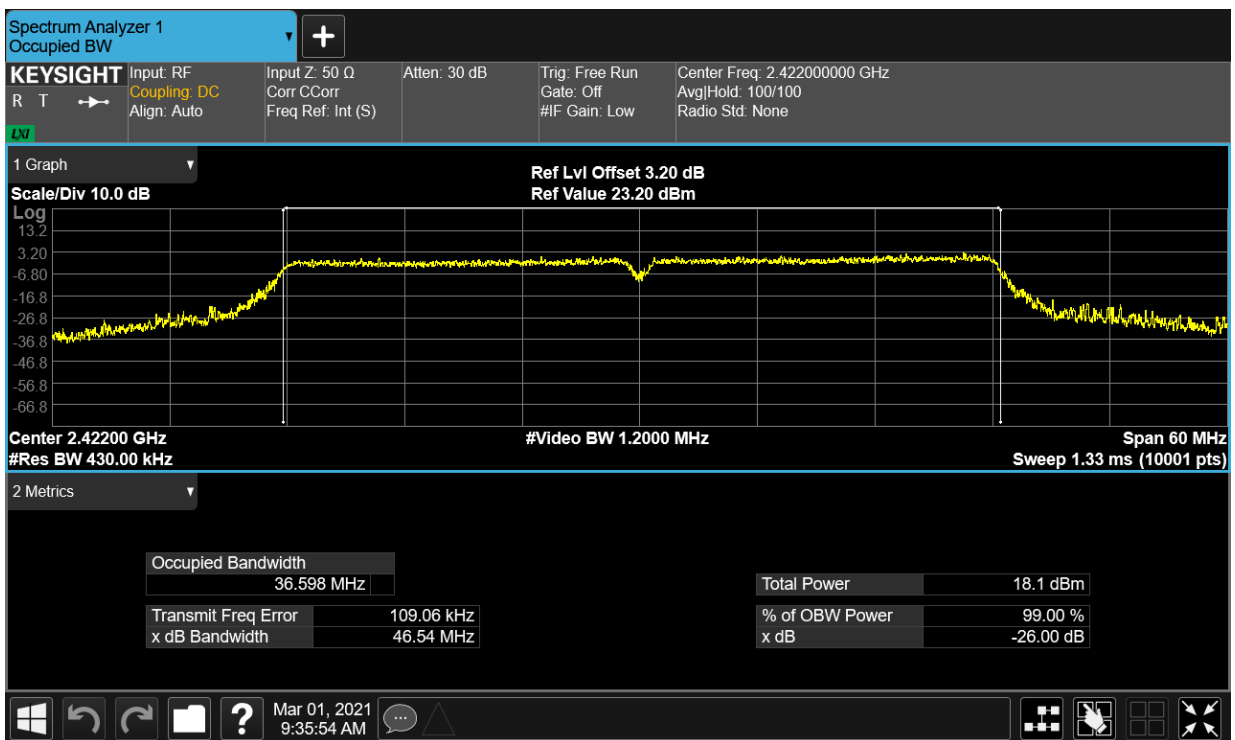 Spectrum Analyzer 1
Occupied BW
KEYSIGHT
R T
LXI
Input: RF
Coupling: DC
Align: Auto
Input Z: 50 Ω
Corr CCorr
Freq Ref: Int (S)
Atten: 30 dB
Trig: Free Run
Gate: Off
#IF Gain: Low
Center Freq: 2.422000000 GHz
Avg|Hold: 100/100
Radio Std: None
1 Graph
Scale/Div 10.0 dB
Ref Lvl Offset 3.20 dB
Ref Value 23.20 dBm
Log
13.2
3.20
-6.80
-16.8
-26.8
-36.8
-46.8
-56.8
-66.8
Center 2.42200 GHz
#Res BW 430.00 kHz
#Video BW 1.2000 MHz
Span 60 MHz
Sweep 1.33 ms (10001 pts)
2 Metrics
Occupied Bandwidth
36.598 MHz
Transmit Freq Error 109.06 kHz
x dB Bandwidth 46.54 MHz
Total Power 18.1 dBm
% of OBW Power 99.00 %
x dB -26.00 dB
?
Mar 01, 2021
9:35:54 AM